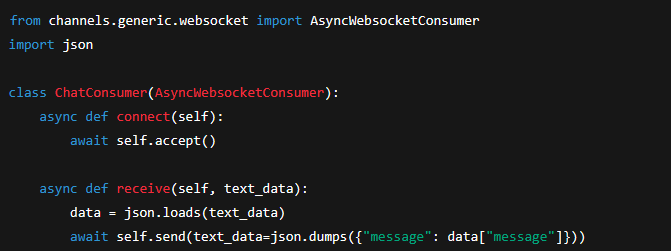 from channels.generic.websocket import AsyncWebsocketConsumer
import json

class ChatConsumer(AsyncWebsocketConsumer):
    async def connect(self):
        await self.accept()

    async def receive(self, text_data):
        data = json.loads(text_data)
        await self.send(text_data=json.dumps({"message": data["message"]}))